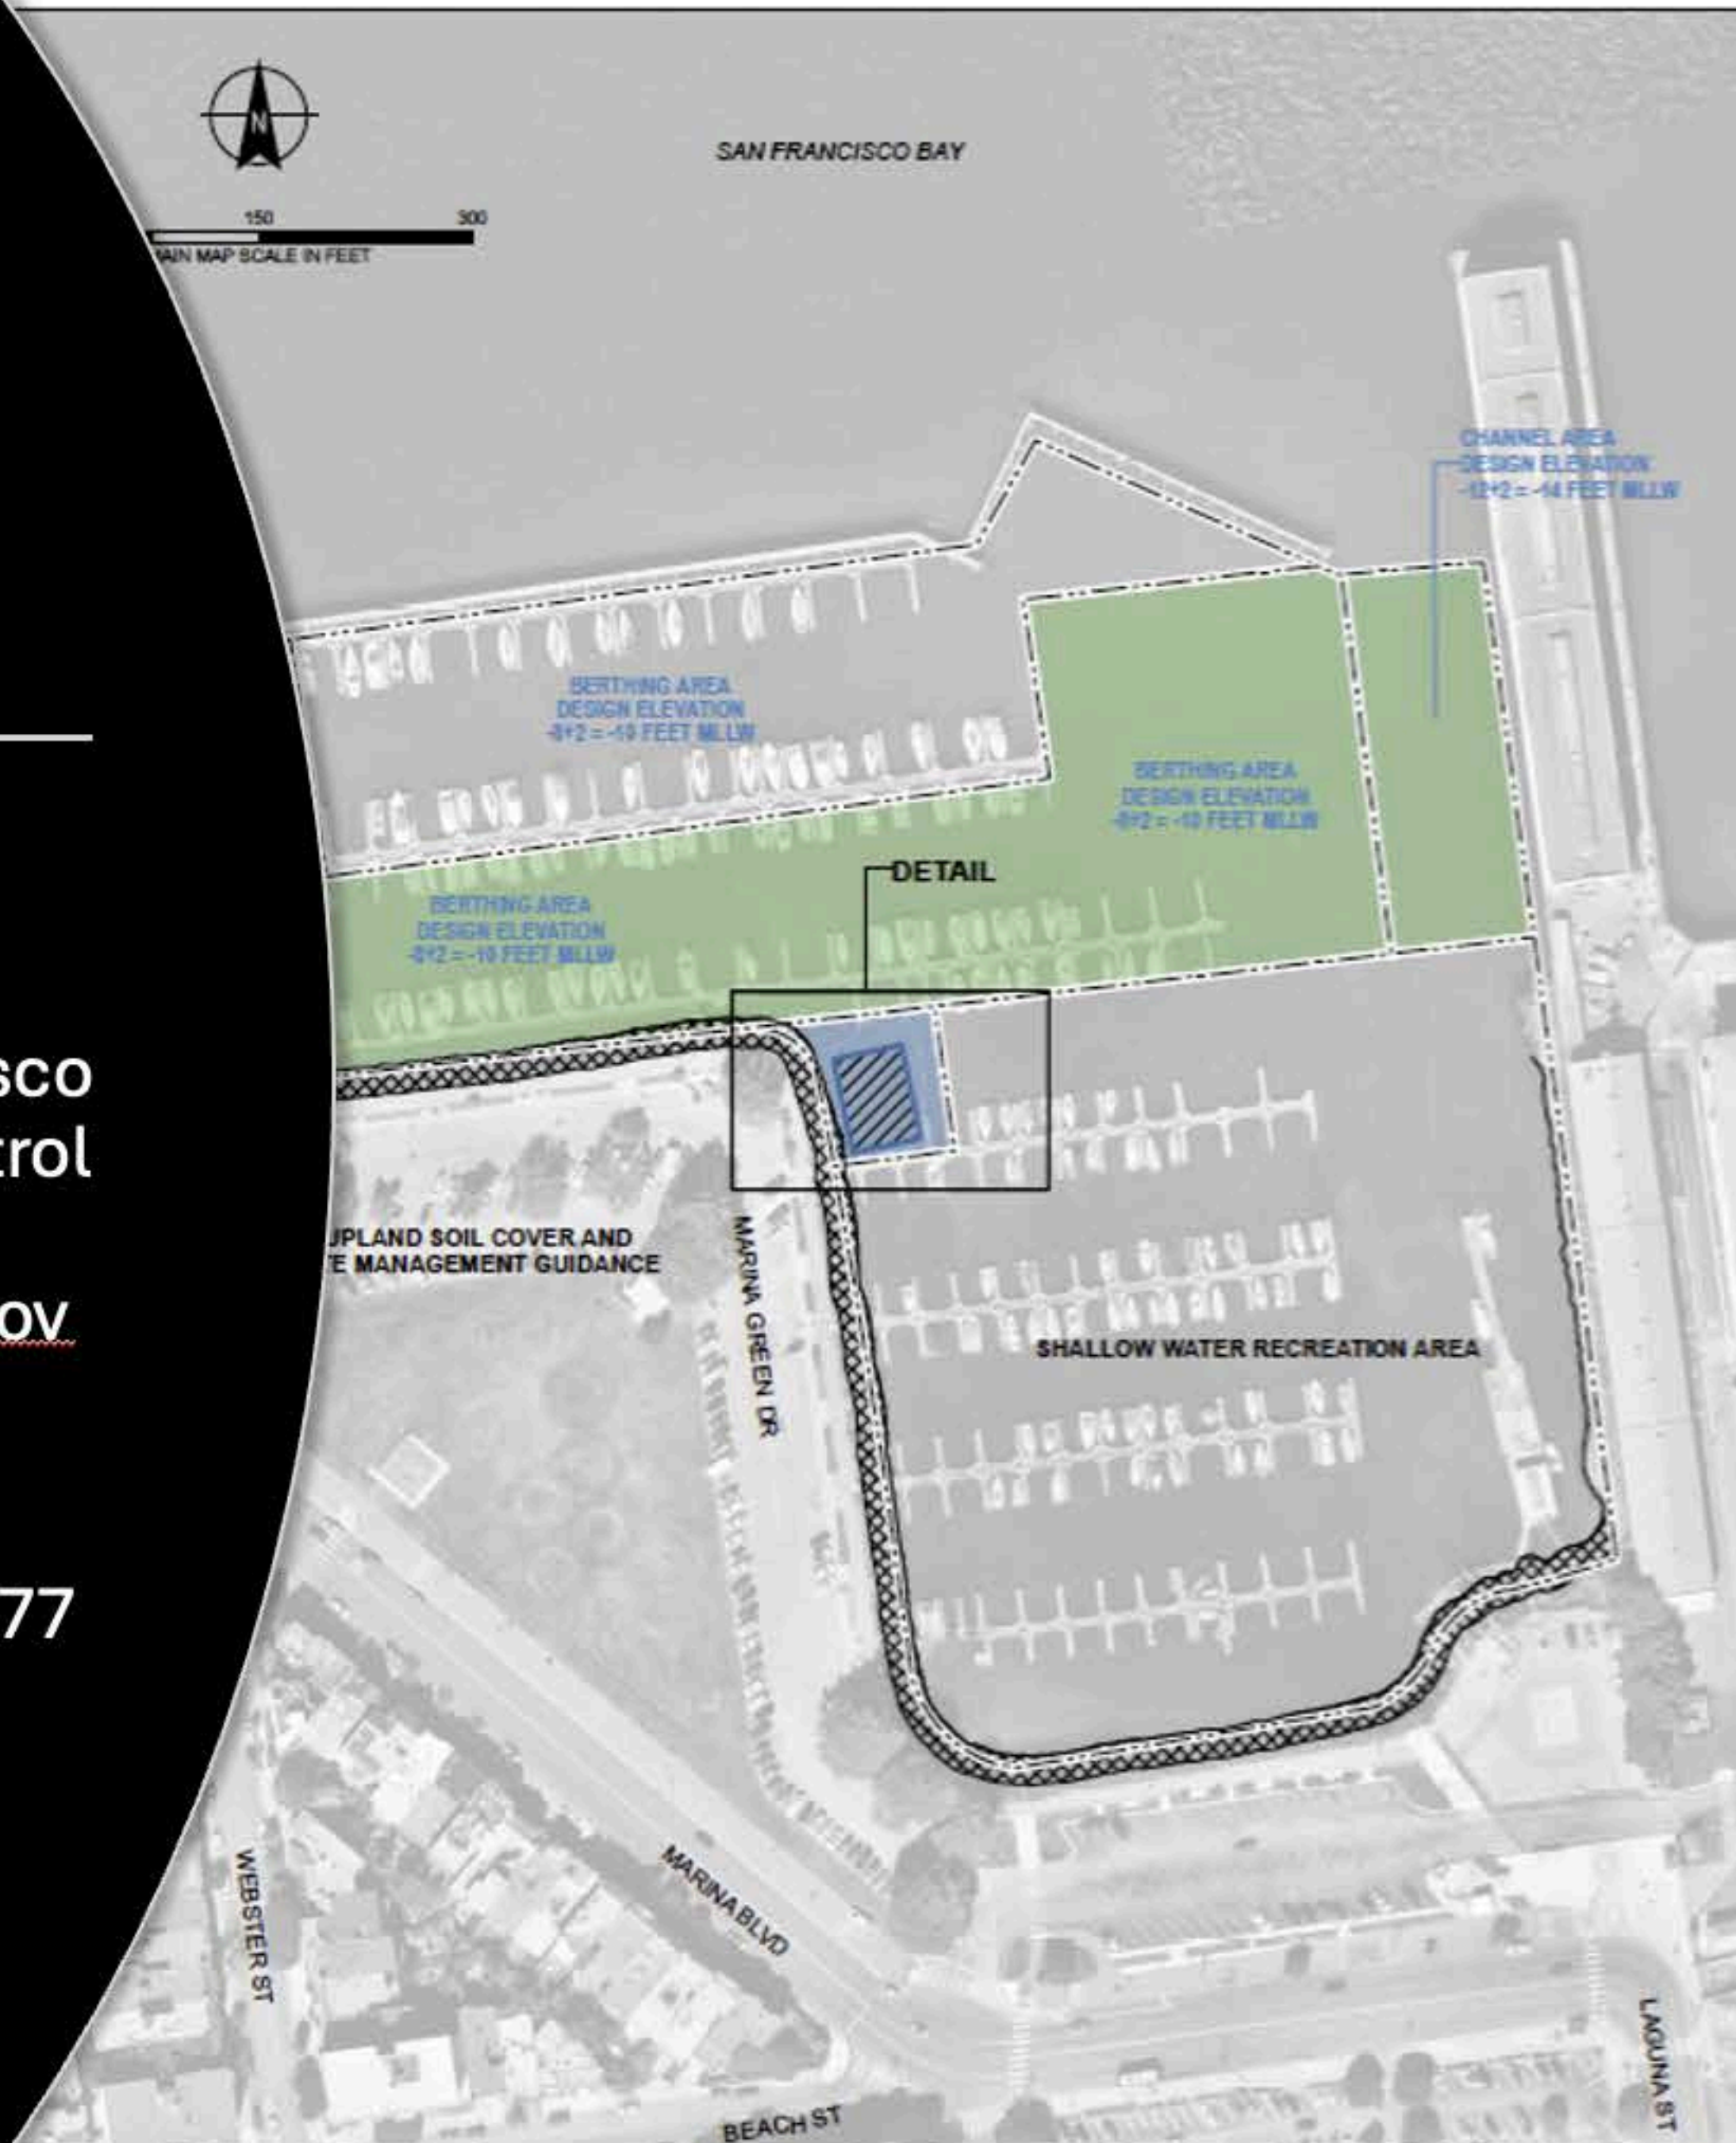 N
SAN FRANCISCO BAY
150 300
AIN MAP SCALE IN FEET
CHANNEL AREA
DESIGN ELEVATION
-12+2 = -14 FEET MLLW
BERTHING AREA
DESIGN ELEVATION
-8+2 = -10 FEET MLLW
BERTHING AREA
DESIGN ELEVATION
-8+2 = -10 FEET MLLW
DETAIL
BERTHING AREA
DESIGN ELEVATION
-8+2 = -10 FEET MLLW
sco
trol
ov
77
UPLAND SOIL COVER AND
TE MANAGEMENT GUIDANCE
MARINA GREEN DR
SHALLOW WATER RECREATION AREA
MARINA BLVD
WEBSTER ST
LAGUNA ST
BEACH ST